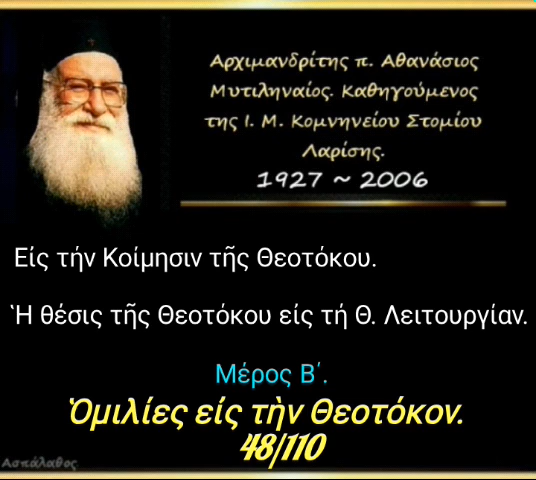 Αρχιμανδρίτης π. Αθανάσιος
Μυτιληναίος. Καθηγούμενος
της Ι. Μ. Κομνηνείου Στομίου
Λαρίσης.
1927 ~ 2006
Είς τήν Κοίμησιν τῆς Θεοτόκου.
Ἡ θέσις τῆς Θεοτόκου είς τή Θ. Λειτουργίαν.
Μέρος Β΄.
Ὁμιλίες είς τὴν Θεοτόκον.
48/110
Ασπάλαθος